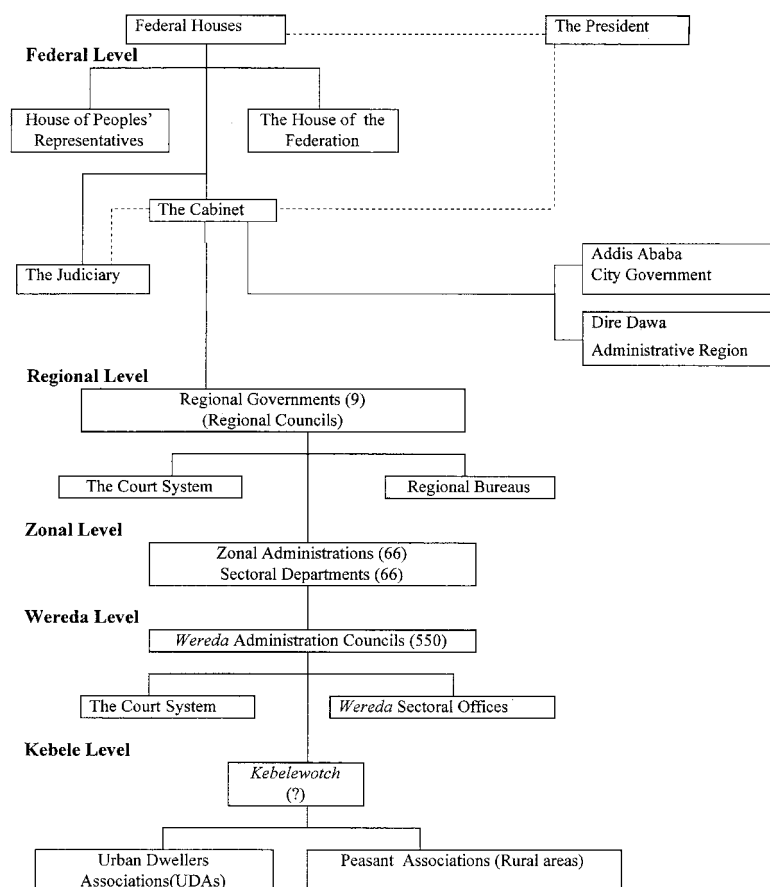 Federal Houses
The President
Federal Level
House of Peoples'
Representatives
The House of the
Federation
The Cabinet
The Judiciary
Addis Ababa
City Government
Dire Dawa
Administrative Region
Regional Level
Regional Governments (9)
(Regional Councils)
The Court System
Regional Bureaus
Zonal Level
Zonal Administrations (66)
Sectoral Departments (66)
Wereda Level
Wereda Administration Councils (550)
The Court System
Wereda Sectoral Offices
Kebele Level
Kebelewotch
(?)
Urban Dwellers
Associations(UDAs)
Peasant Associations (Rural areas)